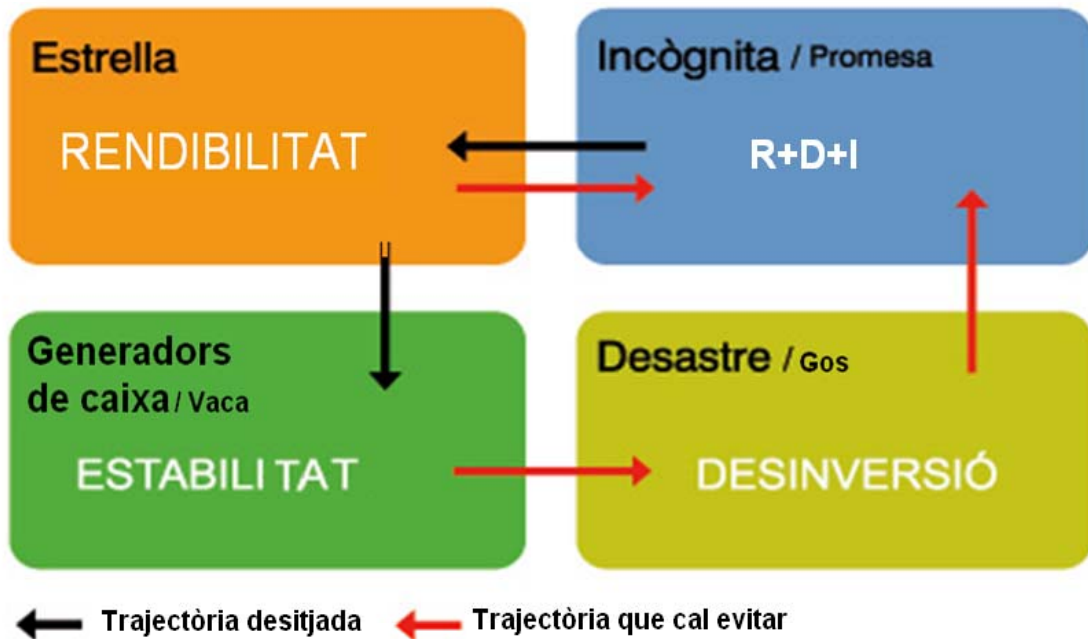 Estrella
RENDIBILITAT
Incògnita / Promesa
R+D+I
Generadors
de caixa / Vaca
ESTABILITAT
Desastre / Gos
DESINVERSIÓ
Trajectòria desitjada
Trajectòria que cal evitar